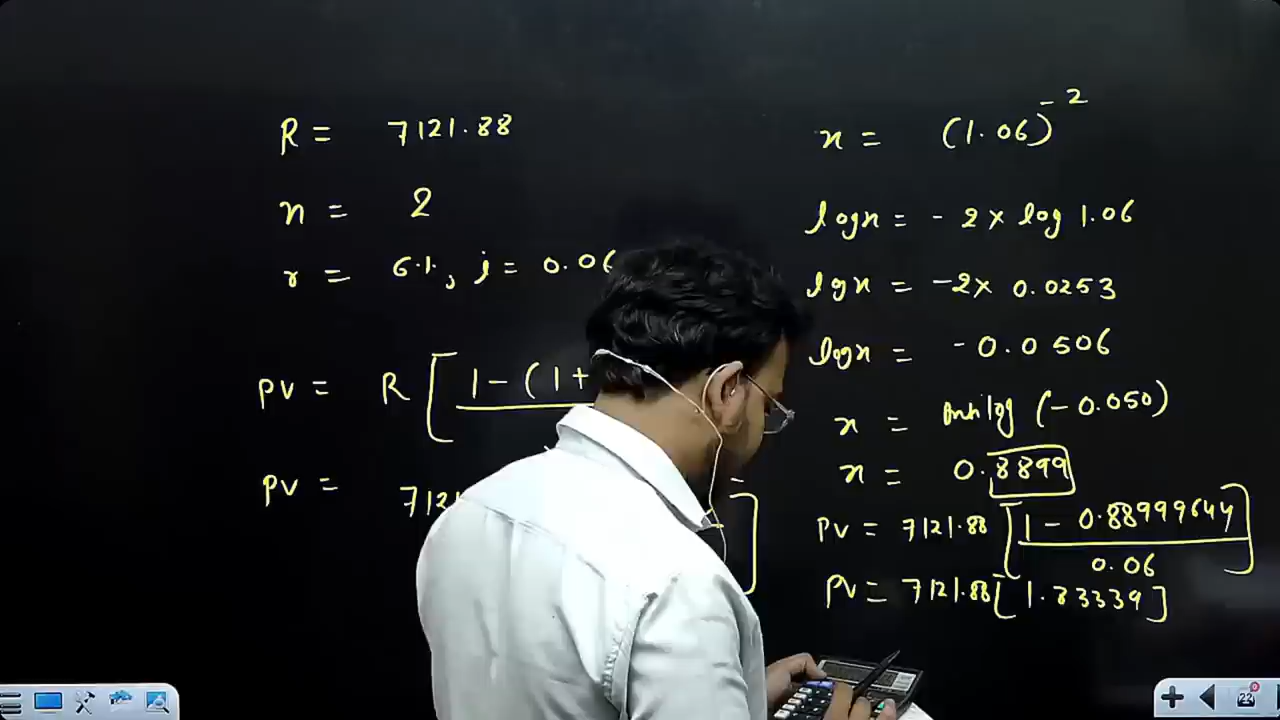 R = 7121.88
n = 2
r = 6%, i = 0.06
PV = R [ 1 - (1 +
PV = 712
x = (1.06)^-2
log x = - 2 x log 1.06
log x = -2x 0.0253
log x = -0.0506
x = Antilog (-0.050)
x = 0.8899
PV = 7121.88 [ 1 - 0.88999644
0.06 ]
PV = 7121.88 [ 1.83339 ]
22